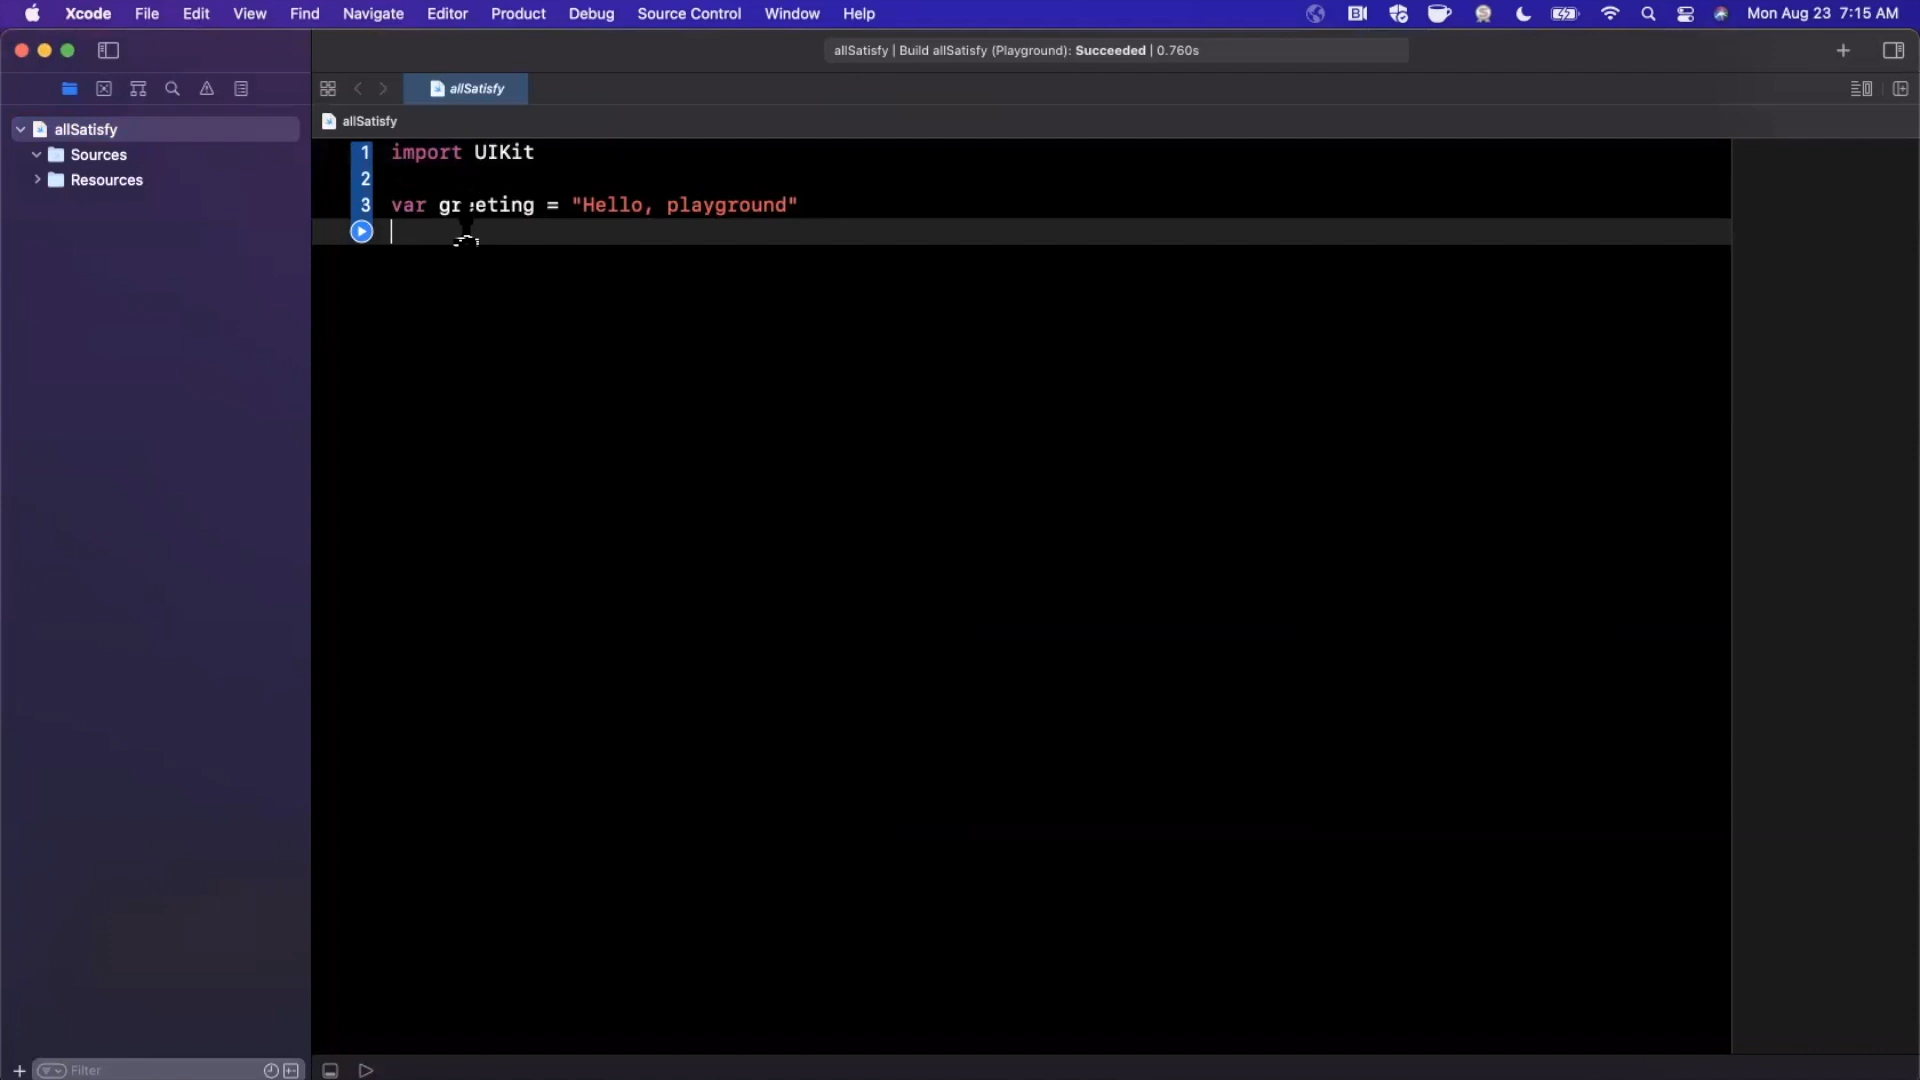 Xcode File Edit View Find Navigate Editor Product Debug Source Control Window Help Mon Aug 23 7:15 AM
allSatisfy | Build allSatisfy (Playground): Succeeded | 0.760s
allSatisfy
allSatisfy
allSatisfy
Sources
Resources
1 import UIKit
2
3 var greeting = "Hello, playground"
Filter